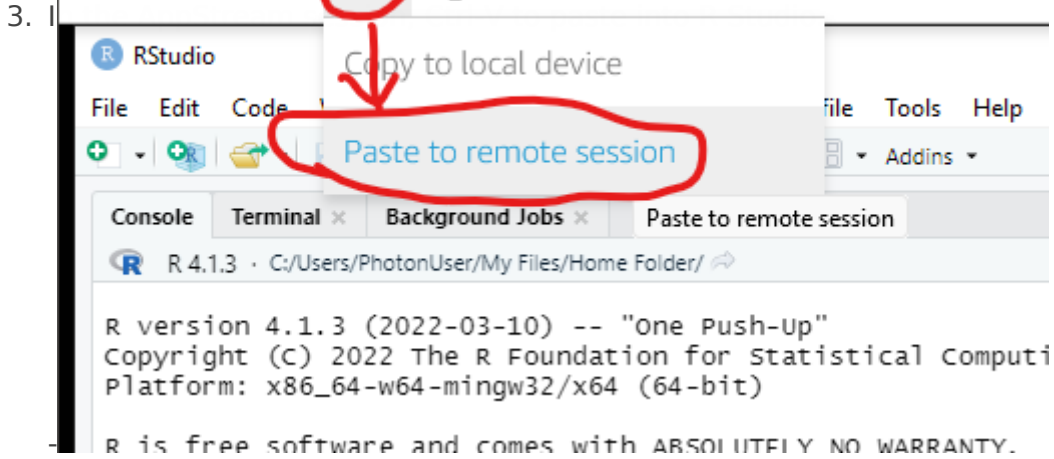 3. I
RStudio
Copy to local device
File Edit Code Tools Help
Paste to remote session
Addins
Console Terminal Background Jobs
Paste to remote session
R 4.1.3 · C:/Users/PhotonUser/My Files/Home Folder/
R version 4.1.3 (2022-03-10) -- "One Push-Up"
Copyright (C) 2022 The R Foundation for Statistical Computi
Platform: x86_64-w64-mingw32/x64 (64-bit)
R is free software and comes with ABSOLUTELY NO WARRANTY.